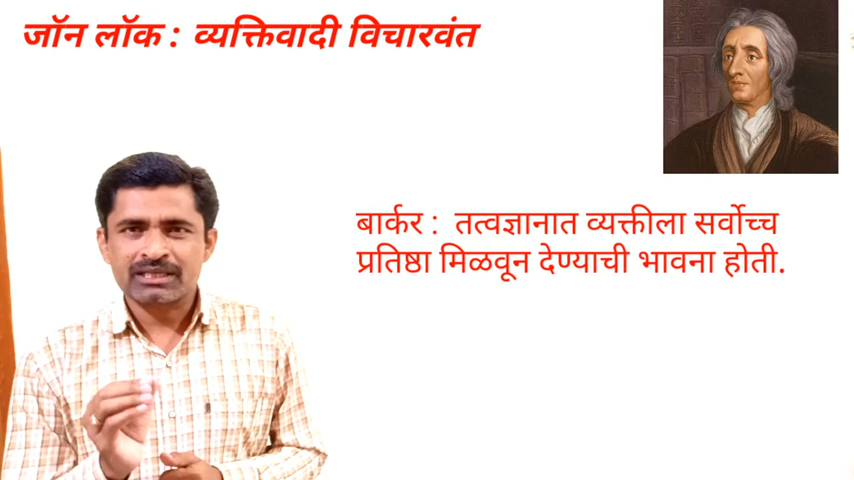 जॉन लॉक : व्यक्तिवादी विचारवंत
बार्कर : तत्वज्ञानात व्यक्तीला सर्वोच्च
प्रतिष्ठा मिळवून देण्याची भावना होती.